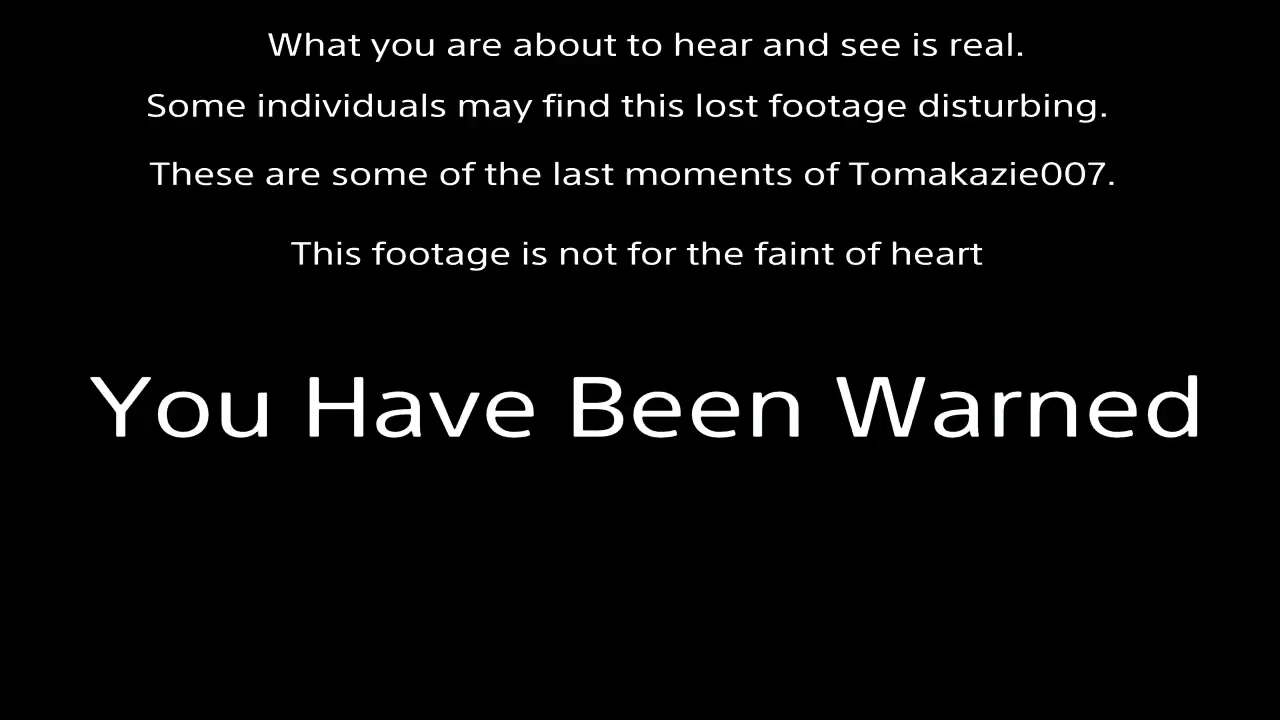 What you are about to hear and see is real.
Some individuals may find this lost footage disturbing.
These are some of the last moments of Tomakazie007.
This footage is not for the faint of heart
You Have Been Warned